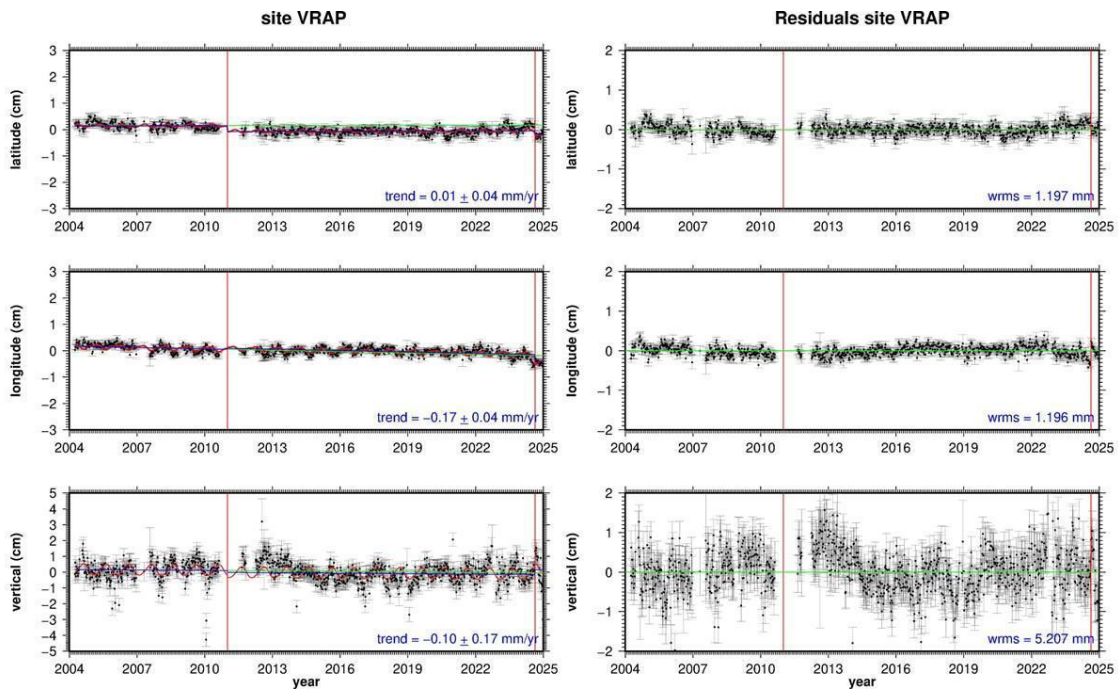 site VRAP
Residuals site VRAP
latitude (cm)
3
2
1
0
−1
−2
−3
trend = 0.01 ± 0.04 mm/yr
2004 2007 2010 2013 2016 2019 2022 2025
latitude (cm)
2
1
0
−1
−2
wrms = 1.197 mm
2004 2007 2010 2013 2016 2019 2022 2025
longitude (cm)
3
2
1
0
−1
−2
−3
trend = −0.17 ± 0.04 mm/yr
2004 2007 2010 2013 2016 2019 2022 2025
longitude (cm)
2
1
0
−1
−2
wrms = 1.196 mm
2004 2007 2010 2013 2016 2019 2022 2025
vertical (cm)
5
4
3
2
1
0
−1
−2
−3
−4
−5
trend = −0.10 ± 0.17 mm/yr
2004 2007 2010 2013 2016 2019 2022 2025
year
vertical (cm)
2
1
0
−1
−2
wrms = 5.207 mm
2004 2007 2010 2013 2016 2019 2022 2025
year